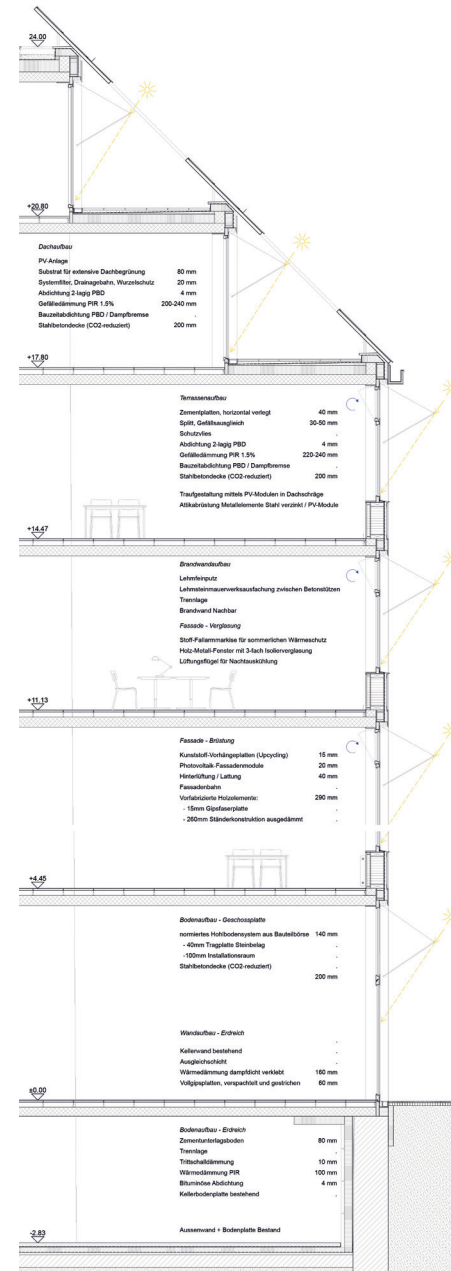 24.00
+20.80
Dachaufbau
PV-Anlage
Substrat für extensive Dachbegrünung 80 mm
Systemfilter, Drainagebahn, Wurzelschutz 20 mm
Abdichtung 2-lagig PBD 4 mm
Gefälledämmung PIR 1.5% 200-240 mm
Bauzeitabdichtung PBD / Dampfbremse .
Stahlbetondecke (CO2-reduziert) 200 mm
+17.80
Terrassenaufbau
Zementplatten, horizontal verlegt 40 mm
Splitt, Gefällsausglieich 30-50 mm
Schutzvlies .
Abdichtung 2-lagig PBD 4 mm
Gefälledämmung PIR 1.5% 220-240 mm
Bauzeitabdichtung PBD / Dampfbremse .
Stahlbetondecke (CO2-reduziert) 200 mm
Traufgestaltung mittels PV-Modulen in Dachschräge
Attikabrüstung Metallelemente Stahl verzinkt / PV-Module
+14.47
Brandwandaufbau
Lehmfeinputz
Lehmsteinmauerwerksausfachung zwischen Betonstützen
Trennlage
Brandwand Nachbar
Fassade - Verglasung
Stoff-Fallarmmarkise für sommerlichen Wärmeschutz
Holz-Metall-Fenster mit 3-fach Isolierverglasung
Lüftungsflügel für Nachtauskühlung
+11.13
Fassade - Brüstung
Kunststoff-Vorhängeplatten (Upcycling) 15 mm
Photovoltaik-Fassadenmodule 20 mm
Hinterlüftung / Lattung 40 mm
Fassadenbahn .
Vorfabrizierte Holzelemente: 290 mm
- 15mm Gipsfaserplatte .
- 260mm Ständerkonstruktion ausgedämmt .
+4.45
Bodenaufbau - Geschossplatte
normiertes Hohlbodensystem aus Bauteilbörse 140 mm
- 40mm Tragplatte Steinbelag .
-100mm Installationsraum .
Stahlbetondecke (CO2-reduziert) .
200 mm
Wandaufbau - Erdreich
.
Kellerwand bestehend .
Ausgleichschicht .
Wärmedämmung dampfdicht verklebt 160 mm
Vollgipsplatten, verspachtelt und gestrichen 60 mm
±0.00
Bodenaufbau - Erdreich
Zementunterlagsboden 80 mm
Trennlage .
Trittschalldämmung 10 mm
Wärmedämmung PIR 100 mm
Bituminöse Abdichtung 4 mm
Kellerbodenplatte bestehend .
Aussenwand + Bodenplatte Bestand
-2.83